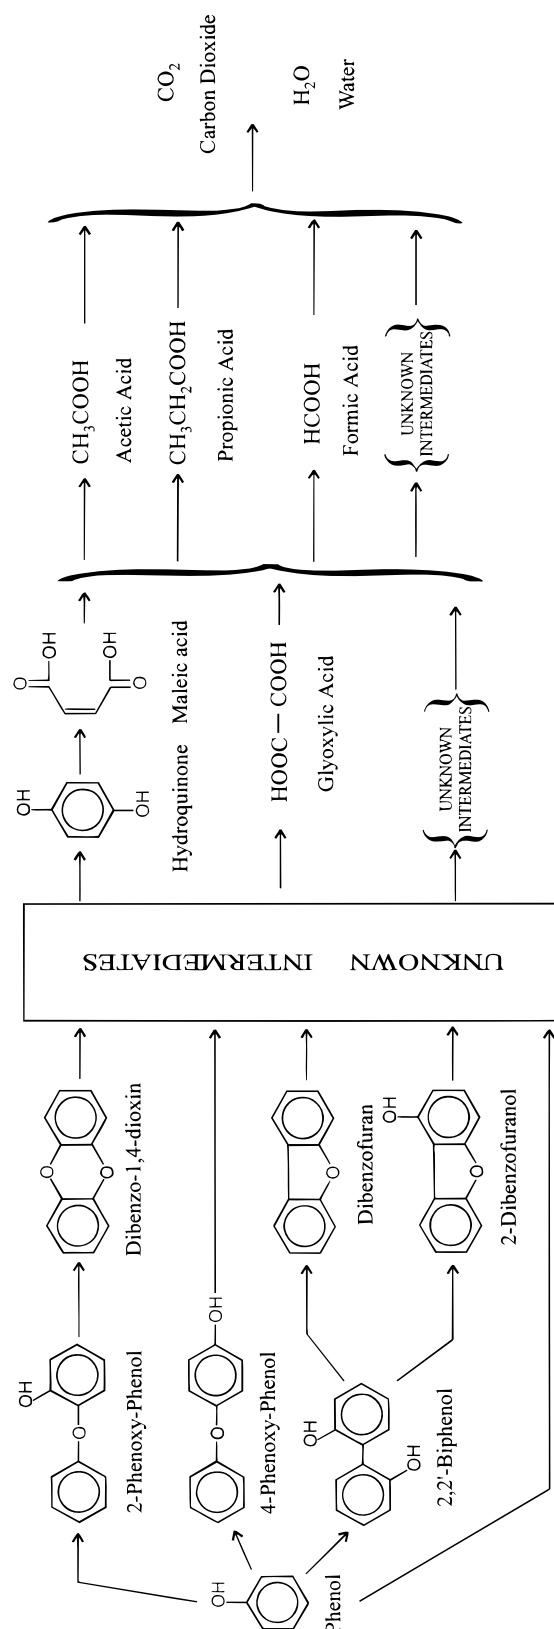 Phenol
OH
2-Phenoxy-Phenol
O
OH
4-Phenoxy-Phenol
O
OH
2,2'-Biphenol
OH
OH
Dibenzo-1,4-dioxin
O
O
Dibenzofuran
O
2-Dibenzofuranol
O
OH
UNKNOWN INTERMEDIATES
OH
OH
Hydroquinone
O
OH
OH
O
Maleic acid
HOOC — COOH
Glyoxylic Acid
UNKNOWN
INTERMEDIATES
CH₃COOH
Acetic Acid
CH₃CH₂COOH
Propionic Acid
HCOOH
Formic Acid
UNKNOWN
INTERMEDIATES
CO₂
Carbon Dioxide
H₂O
Water